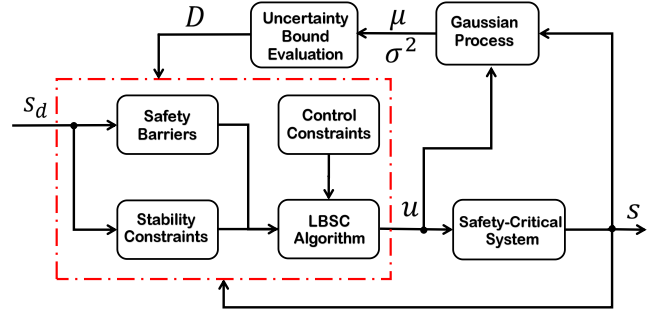 D
Uncertainty
Bound
Evaluation
μ
σ²
Gaussian
Process
s_d
Safety
Barriers
Control
Constraints
Stability
Constraints
LBSC
Algorithm
u
Safety-Critical
System
s